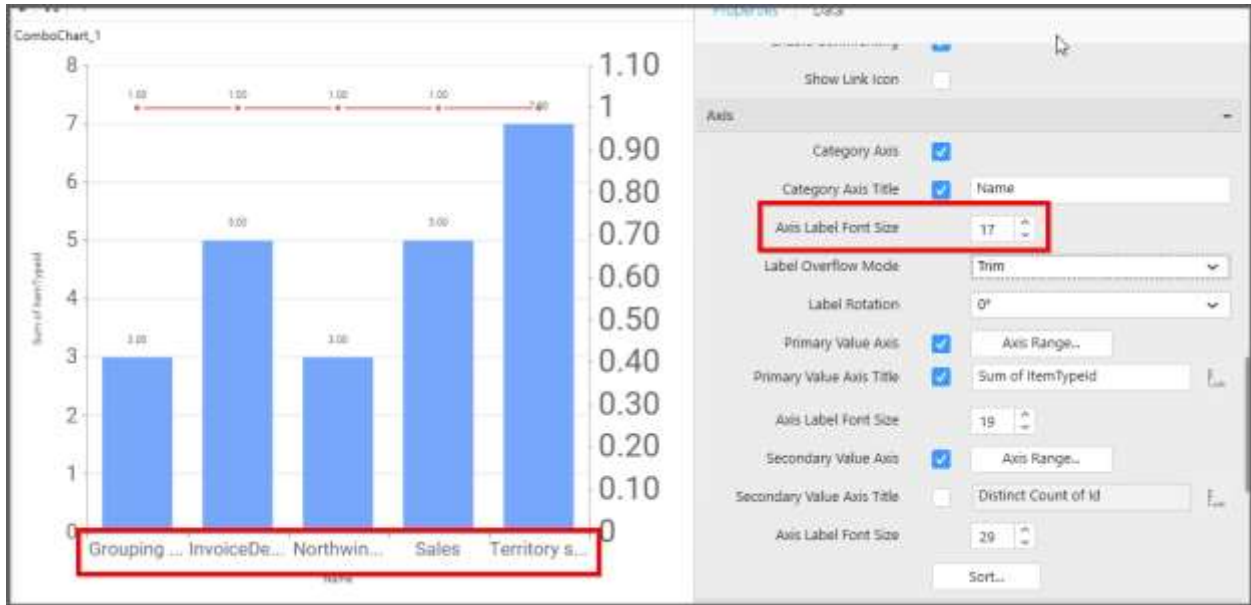 Properties Data
ComboChart_1
8
7
6
5
4
3
2
1
0
Sum of ItemTypeId
1.00 1.00 1.00 1.00
3.00
5.00
3.00
5.00
1.10
1
0.90
0.80
0.70
0.60
0.50
0.40
0.30
0.20
0.10
0
Grouping ... InvoiceDe... Northwin... Sales Territory s...
Name
Show Link Icon
Axis
Category Axis
Category Axis Title Name
Axis Label Font Size 17
Label Overflow Mode Trim
Label Rotation 0°
Primary Value Axis Axis Range...
Primary Value Axis Title Sum of ItemTypeId
Axis Label Font Size 19
Secondary Value Axis Axis Range...
Secondary Value Axis Title Distinct Count of Id
Axis Label Font Size 29
Sort...